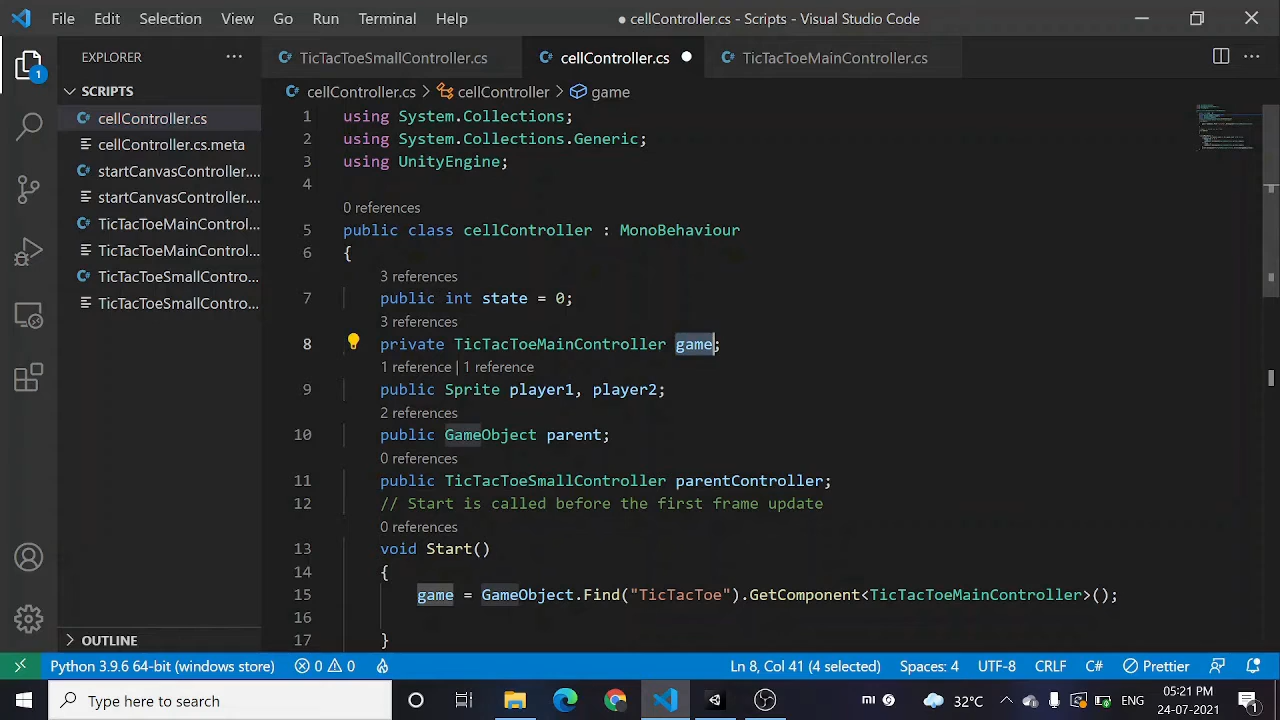 File Edit Selection View Go Run Terminal Help
● cellController.cs - Scripts - Visual Studio Code
EXPLORER
SCRIPTS
cellController.cs
cellController.cs.meta
startCanvasController....
startCanvasController....
TicTacToeMainControl...
TicTacToeMainControl...
TicTacToeSmallContro...
TicTacToeSmallContro...
OUTLINE
1
TicTacToeSmallController.cs
cellController.cs
TicTacToeMainController.cs
cellController.cs > cellController > game
1 using System.Collections;
2 using System.Collections.Generic;
3 using UnityEngine;
4
0 references
5 public class cellController : MonoBehaviour
6 {
3 references
7 public int state = 0;
3 references
8 private TicTacToeMainController game;
1 reference | 1 reference
9 public Sprite player1, player2;
2 references
10 public GameObject parent;
0 references
11 public TicTacToeSmallController parentController;
12 // Start is called before the first frame update
0 references
13 void Start()
14 {
15 game = GameObject.Find("TicTacToe").GetComponent<TicTacToeMainController>();
16
17 }
Python 3.9.6 64-bit (windows store) 0 0 Ln 8, Col 41 (4 selected) Spaces: 4 UTF-8 CRLF C# Prettier
Type here to search
mi
32°C
ENG
05:21 PM
24-07-2021
1